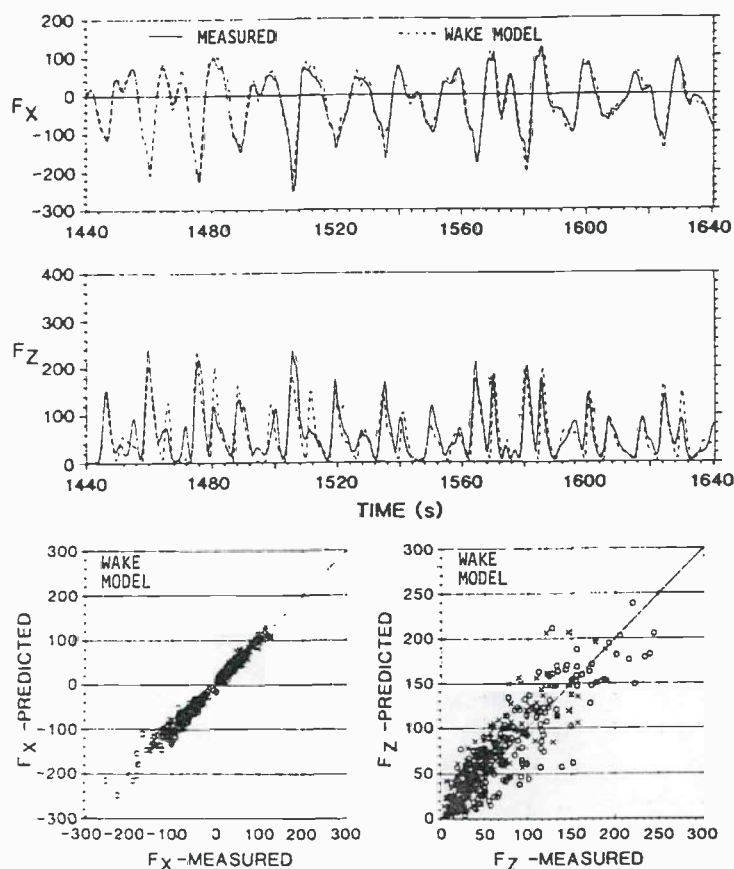 200
MEASURED WAKE MODEL
100
0
FX
-100
-200
-300
1440 1480 1520 1560 1600 1640
400
300
FZ
200
100
0
1440 1480 1520 1560 1600 1640
TIME (s)
300
WAKE
MODEL
200
100
0
-100
-200
-300
FX -PREDICTED
-300-200-100 0 100 200 300
FX -MEASURED
300
WAKE
MODEL
250
200
150
100
50
0
FZ -PREDICTED
0 50 100 150 200 250 300
FZ -MEASURED